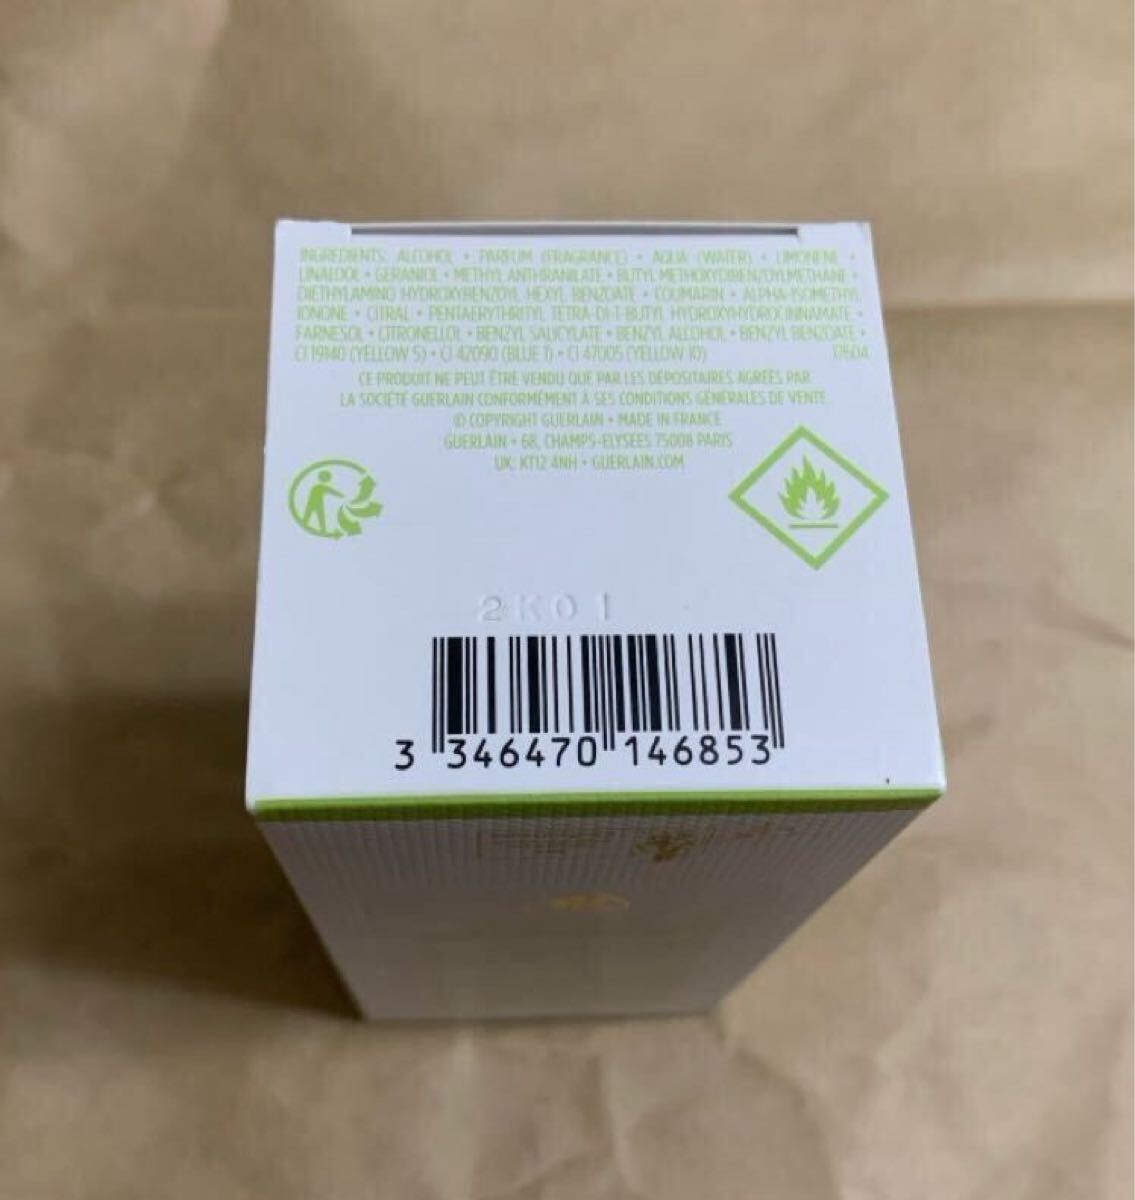 INGREDIENTS: ALCOHOL • PARFUM (FRAGRANCE) • AQUA (WATER) • LIMONENE •
LINALOOL • GERANIOL • METHYL ANTHRANILATE • BUTYL METHOXYDIBENZOYLMETHANE •
DIETHYLAMINO HYDROXYBENZOYL HEXYL BENZOATE • COUMARIN • ALPHA-ISOMETHYL
IONONE • CITRAL • PENTAERYTHRITYL TETRA-DI-T-BUTYL HYDROXYHYDROCINNAMATE •
FARNESOL • CITRONELLOL • BENZYL SALICYLATE • BENZYL ALCOHOL • BENZYL BENZOATE •
CI 19140 (YELLOW 5) • CI 42090 (BLUE 1) • CI 47005 (YELLOW 10) 17604
CE PRODUIT NE PEUT ÊTRE VENDU QUE PAR LES DÉPOSITAIRES AGRÉÉS PAR
LA SOCIÉTÉ GUERLAIN CONFORMÉMENT À SES CONDITIONS GÉNÉRALES DE VENTE.
© COPYRIGHT GUERLAIN • MADE IN FRANCE
GUERLAIN • 68, CHAMPS-ELYSÉES 75008 PARIS
UK: KT12 4NH • GUERLAIN.COM
2K01
3 346470 146853